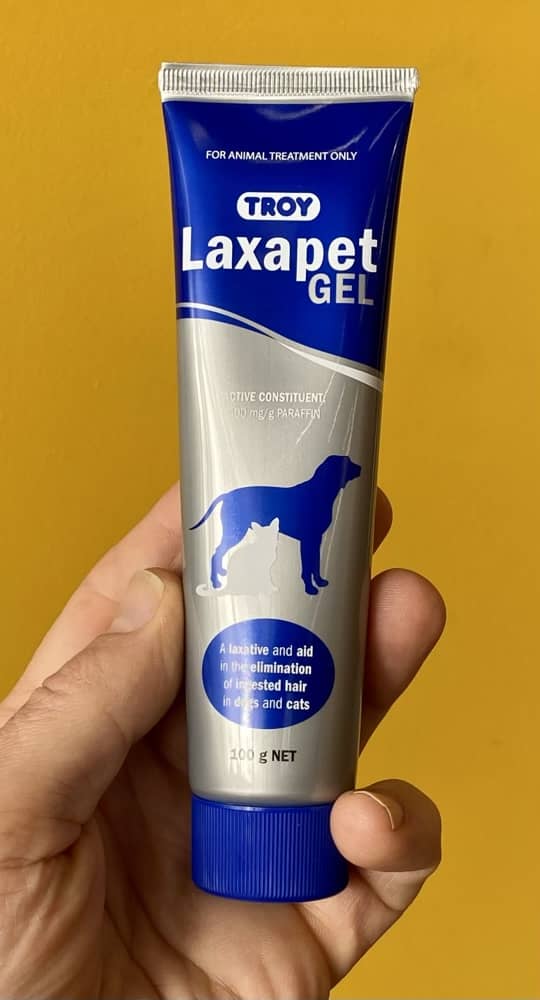 FOR ANIMAL TREATMENT ONLY
TROY
Laxapet
GEL
ACTIVE CONSTITUENT:
mg/g PARAFFIN
A laxative and aid
in the elimination
of ingested hair
in dogs and cats
100 g NET